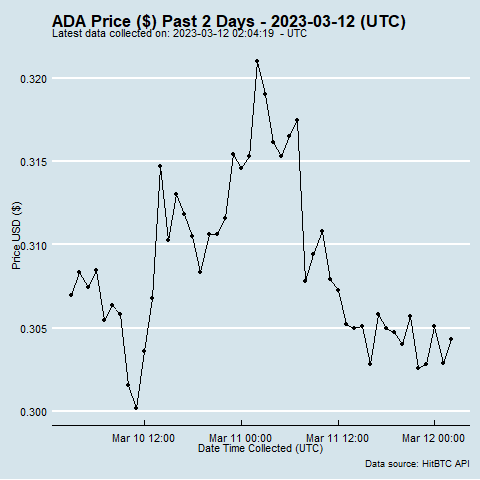 ADA Price ($) Past 2 Days - 2023-03-12 (UTC)
Latest data collected on: 2023-03-12 02:04:19 - UTC
0.320
0.315
0.310
0.305
0.300
Price USD ($)
Mar 10 12:00
Mar 11 00:00
Mar 11 12:00
Mar 12 00:00
Date Time Collected (UTC)
Data source: HitBTC API